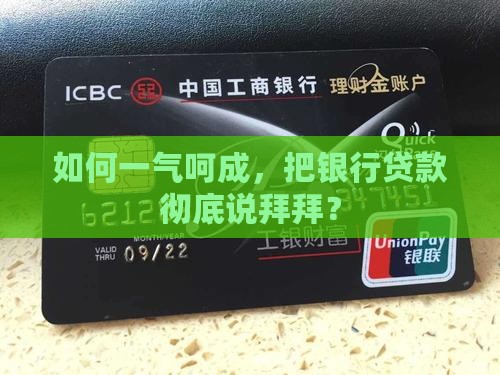 ICBC 中国工商银行 理财金账户
Quick
如何一气呵成，把银行贷款
彻底说拜拜？
6212
MONTH/YEAR
VALID THRU 09/22
工银财富
UnionPay
银联